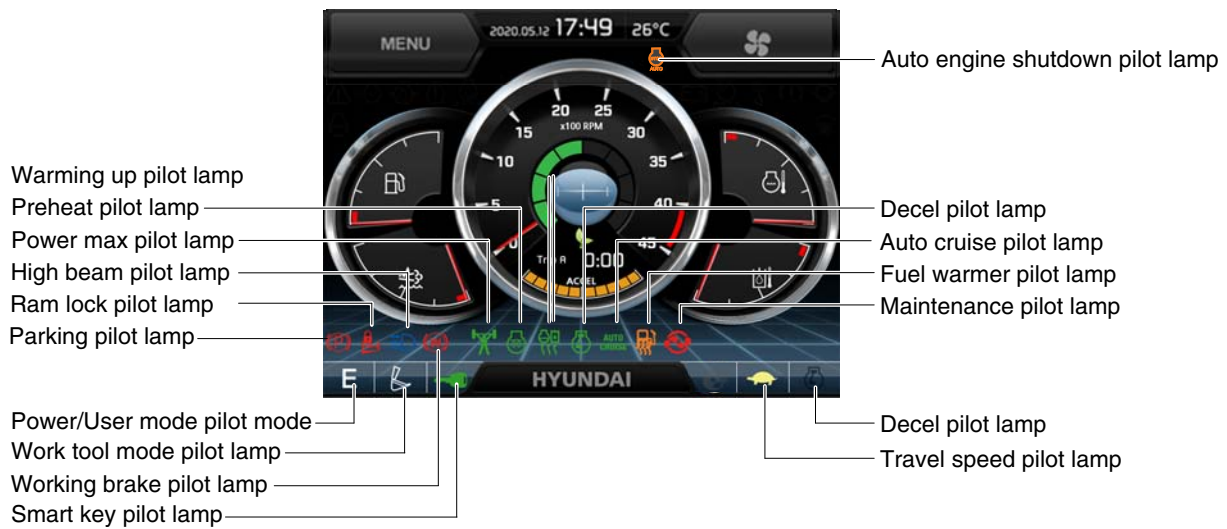 MENU
2020.05.12 17:49 26°C
AUTO
Auto engine shutdown pilot lamp
20 25
x100 RPM
15 30
10 35
5 40
0 45
Trip A 0:00
ACCEL
Warming up pilot lamp
Preheat pilot lamp
Power max pilot lamp
High beam pilot lamp
Ram lock pilot lamp
Parking pilot lamp
Decel pilot lamp
Auto cruise pilot lamp
Fuel warmer pilot lamp
Maintenance pilot lamp
AUTO
CRUISE
E
HYUNDAI
Power/User mode pilot mode
Work tool mode pilot lamp
Working brake pilot lamp
Smart key pilot lamp
Decel pilot lamp
Travel speed pilot lamp